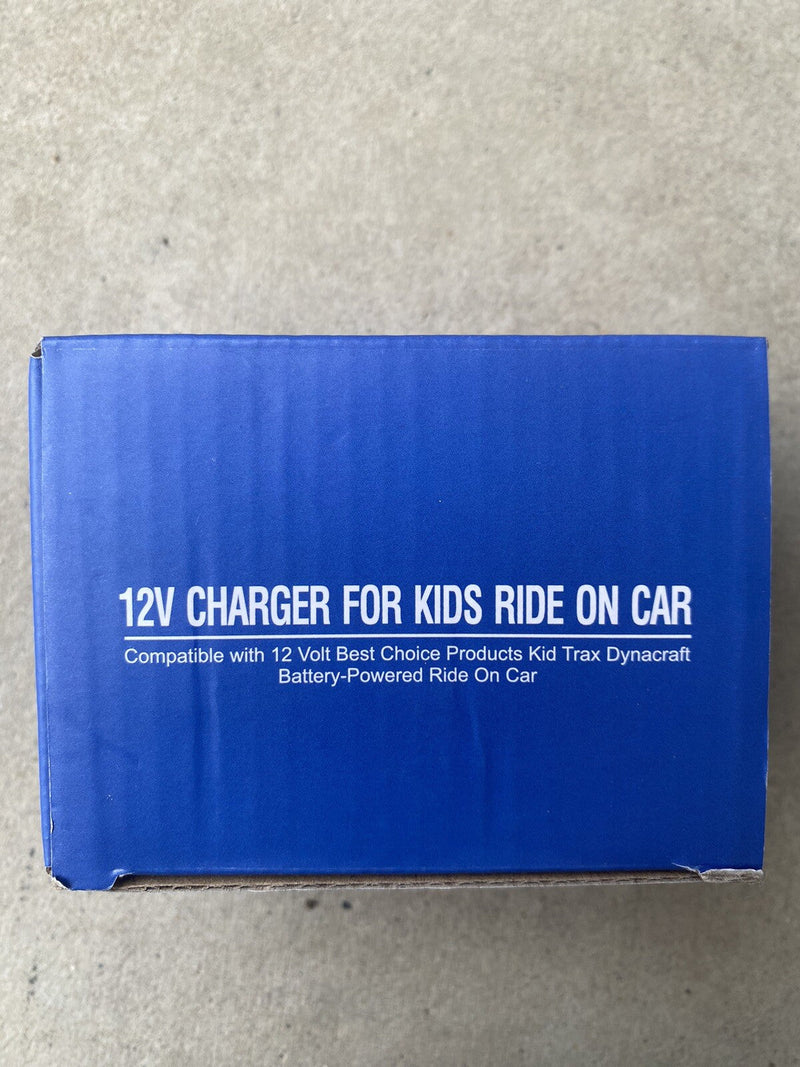 12V CHARGER FOR KIDS RIDE ON CAR
Compatible with 12 Volt Best Choice Products Kid Trax Dynacraft
Battery-Powered Ride On Car